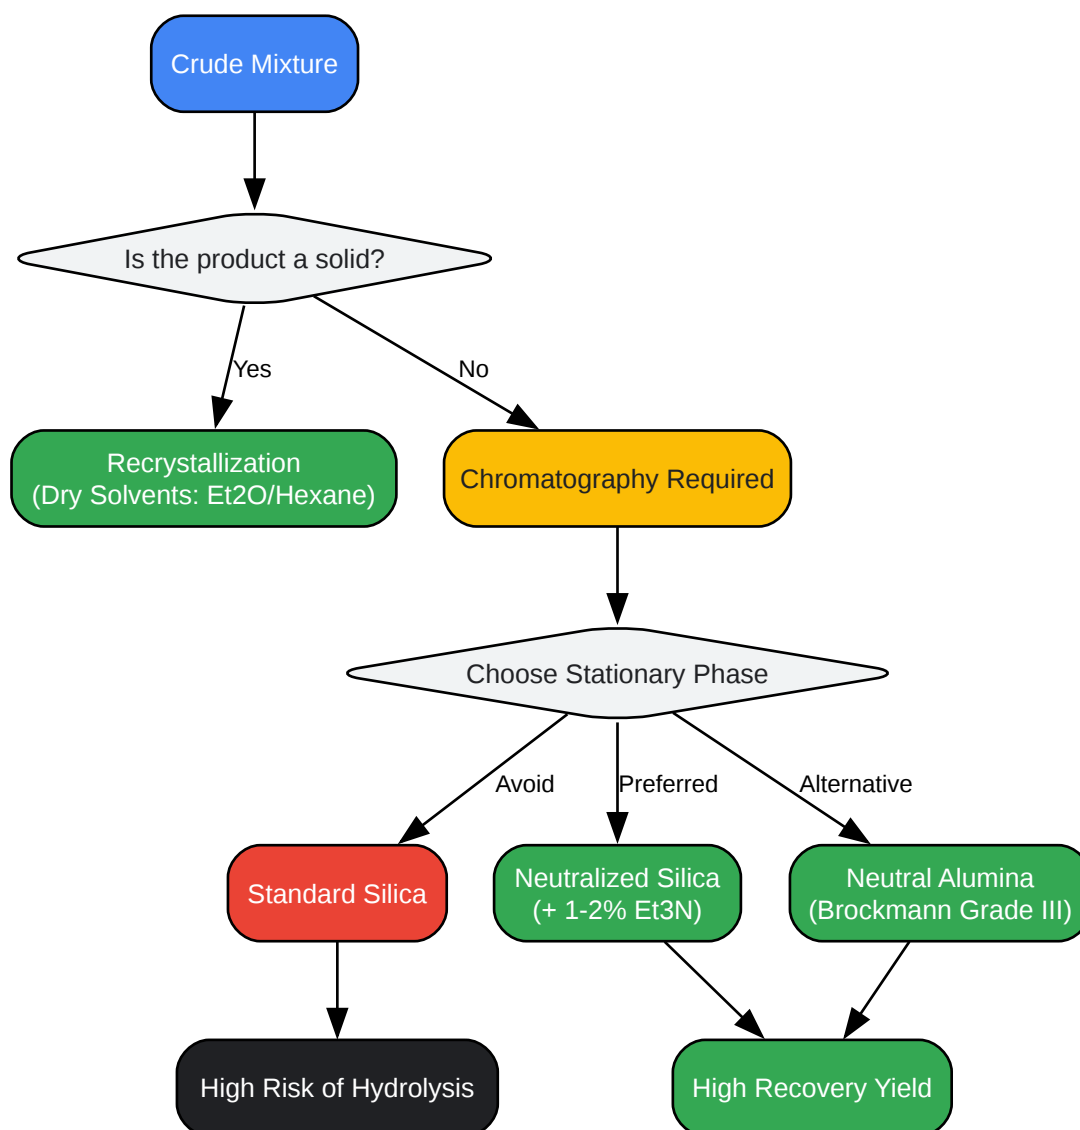 Crude Mixture
Is the product a solid?
Yes
No
Recrystallization
(Dry Solvents: Et2O/Hexane)
Chromatography Required
Choose Stationary Phase
Avoid
Preferred
Alternative
Standard Silica
Neutralized Silica
(+ 1-2% Et3N)
Neutral Alumina
(Brockmann Grade III)
High Risk of Hydrolysis
High Recovery Yield